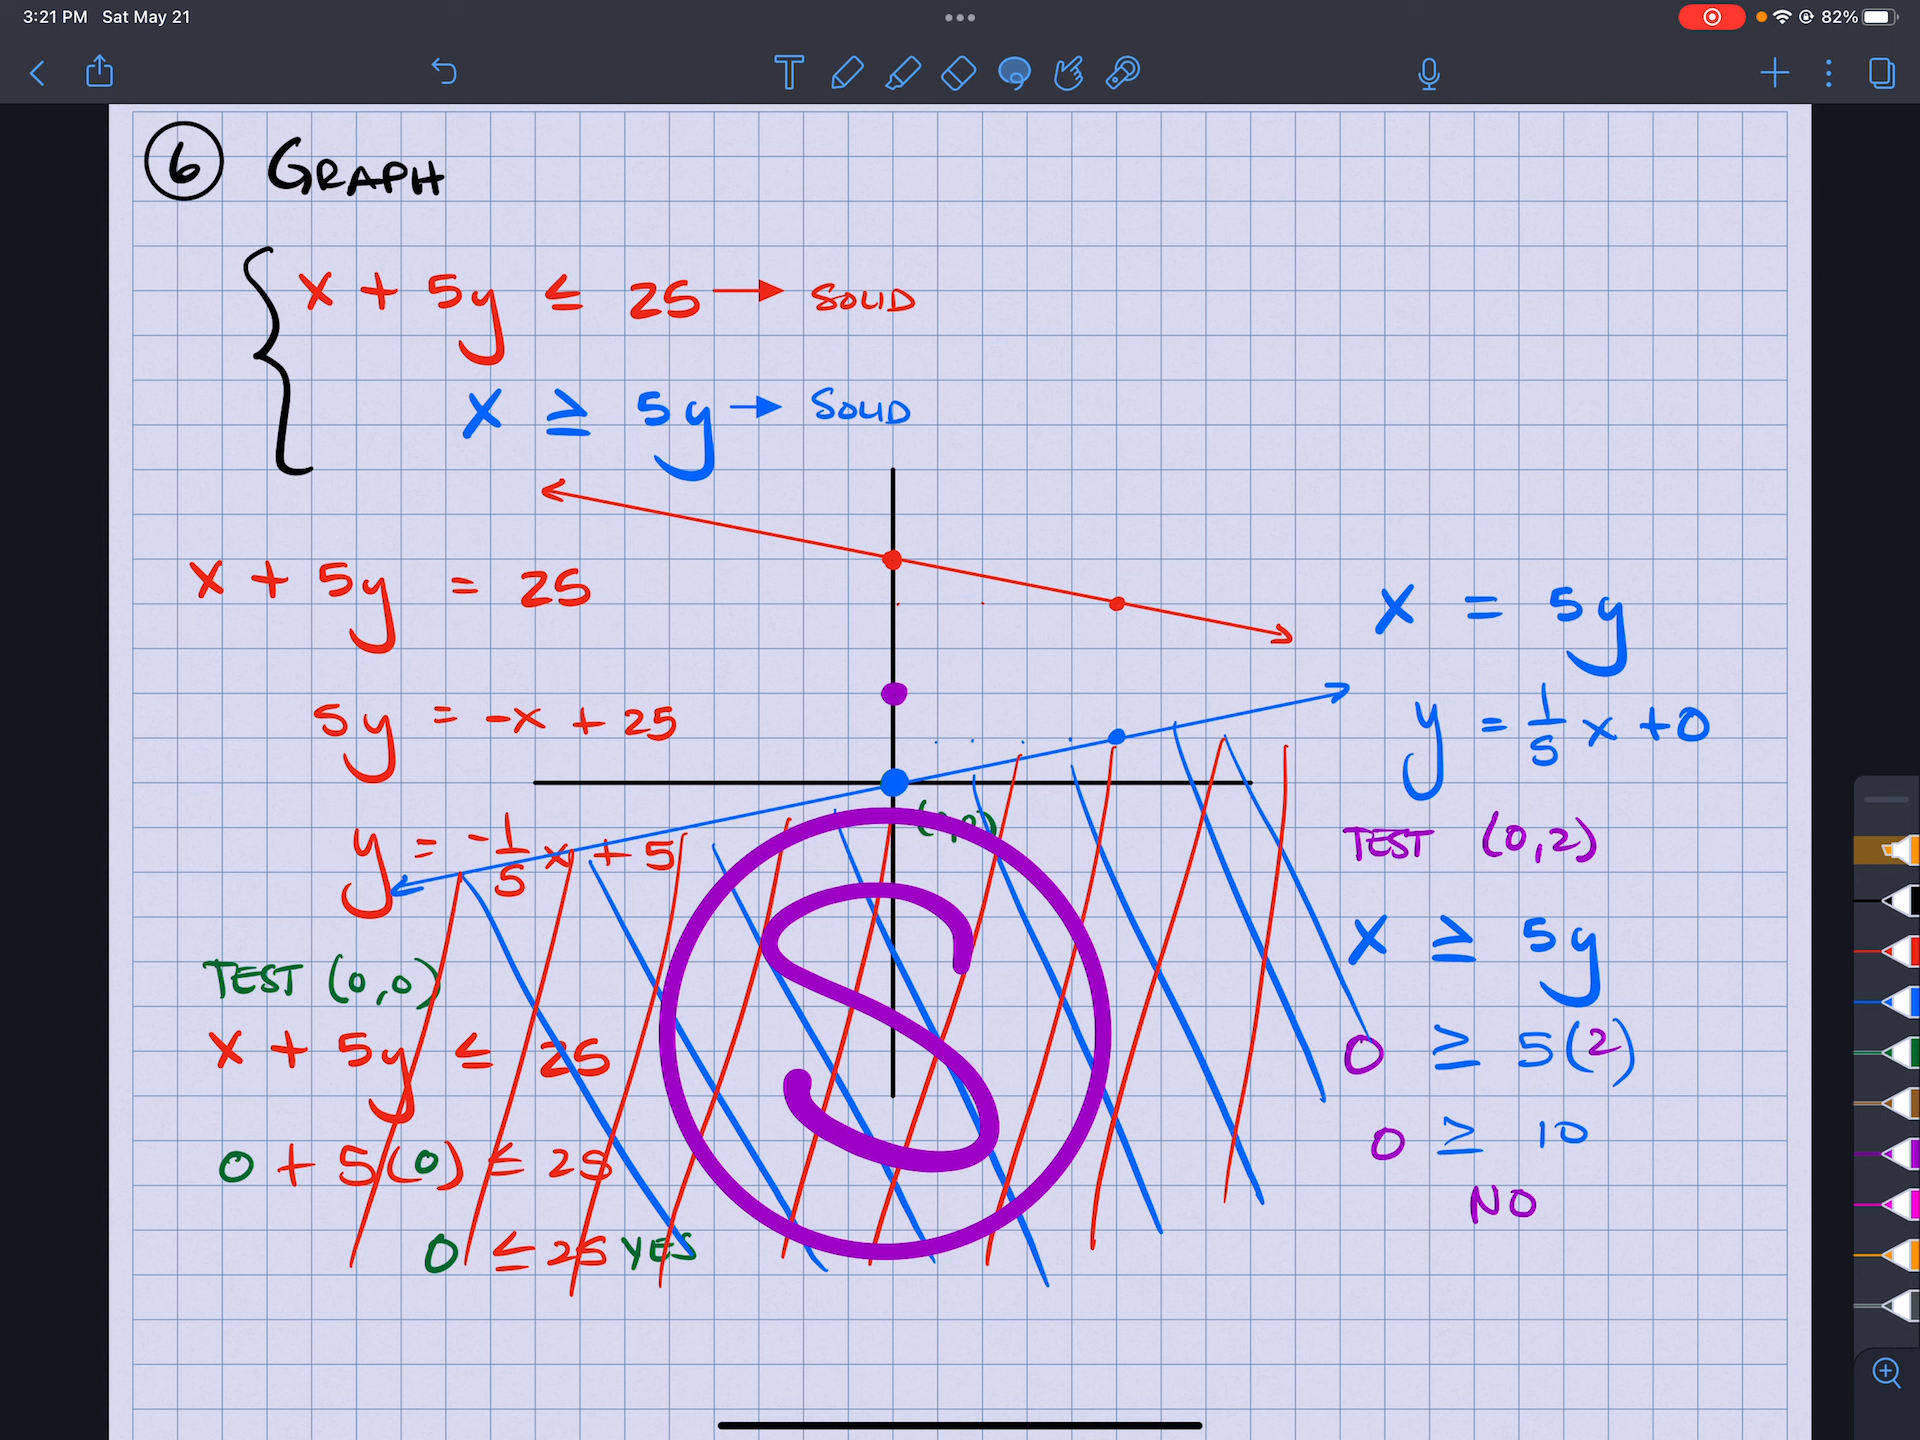 3:21 PM Sat May 21
82%
6 GRAPH
x + 5y ≤ 25 → SOLID
x ≥ 5y → SOLID
x + 5y = 25
5y = -x + 25
y = -1/5 x + 5
TEST (0,0)
x + 5y ≤ 25
0 + 5(0) ≤ 25
0 ≤ 25 YES
(0,0)
S
x = 5y
y = 1/5 x + 0
TEST (0,2)
x ≥ 5y
0 ≥ 5(2)
0 ≥ 10
NO